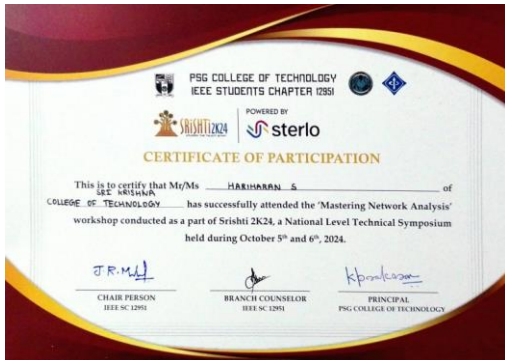 PSG COLLEGE OF TECHNOLOGY
IEEE STUDENTS CHAPTER 12951
SRISHTI2K24
POWERED BY
sterlo
CERTIFICATE OF PARTICIPATION
This is to certify that Mr/Ms HARIHARAN S of
SRI KRISHNA
COLLEGE OF TECHNOLOGY has successfully attended the 'Mastering Network Analysis'
workshop conducted as a part of Srishti 2K24, a National Level Technical Symposium
held during October 5th and 6th, 2024.
CHAIR PERSON
IEEE SC 12951
BRANCH COUNSELOR
IEEE SC 12951
PRINCIPAL
PSG COLLEGE OF TECHNOLOGY